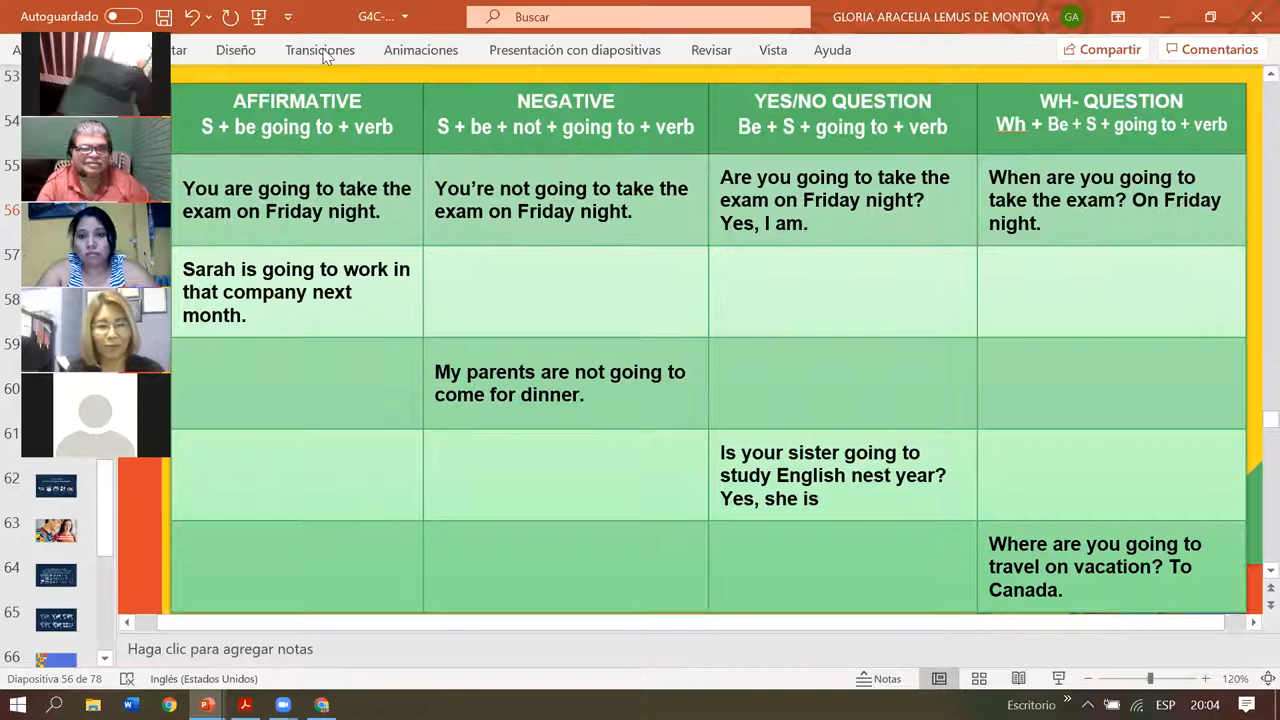 Autoguardado
G4C-...
Buscar
GLORIA ARACELIA LEMUS DE MONTOYA
GA
Diseño
Transiciones
Animaciones
Presentación con diapositivas
Revisar
Vista
Ayuda
Compartir
Comentarios
53
54
55
56
57
58
59
60
61
62
63
64
65
66
AFFIRMATIVE
S + be going to + verb
NEGATIVE
S + be + not + going to + verb
YES/NO QUESTION
Be + S + going to + verb
WH- QUESTION
Wh + Be + S + going to + verb
You are going to take the
exam on Friday night.
You're not going to take the
exam on Friday night.
Are you going to take the
exam on Friday night?
Yes, I am.
When are you going to
take the exam? On Friday
night.
Sarah is going to work in
that company next
month.
My parents are not going to
come for dinner.
Is your sister going to
study English nest year?
Yes, she is
Where are you going to
travel on vacation? To
Canada.
Haga clic para agregar notas
Diapositiva 56 de 78
Inglés (Estados Unidos)
Notas
120%
Escritorio
ESP
20:04